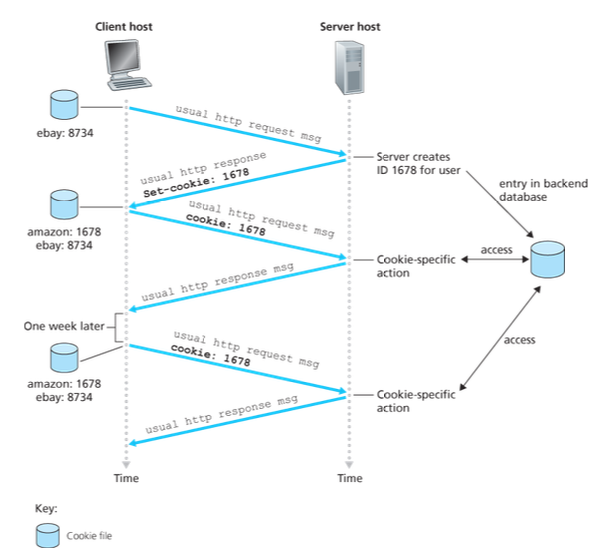 Client host
Server host
ebay: 8734
usual http request msg
usual http response
Set-cookie: 1678
Server creates
ID 1678 for user
entry in backend
database
amazon: 1678
ebay: 8734
usual http request msg
cookie: 1678
access
Cookie-specific
action
usual http response msg
One week later
access
amazon: 1678
ebay: 8734
usual http request msg
cookie: 1678
Cookie-specific
action
usual http response msg
Time
Time
Key:
Cookie file